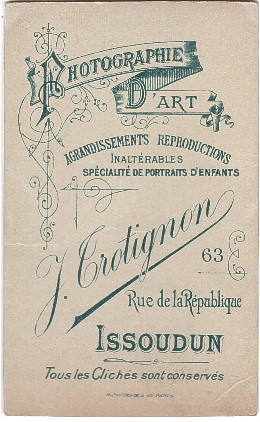 PHOTOGRAPHIE
D'ART
AGRANDISSEMENTS REPRODUCTIONS
INALTÉRABLES
SPÉCIALITÉ DE PORTRAITS D'ENFANTS
J. Trotignon
63
Rue de la République
ISSOUDUN
Tous les Clichés sont conservés